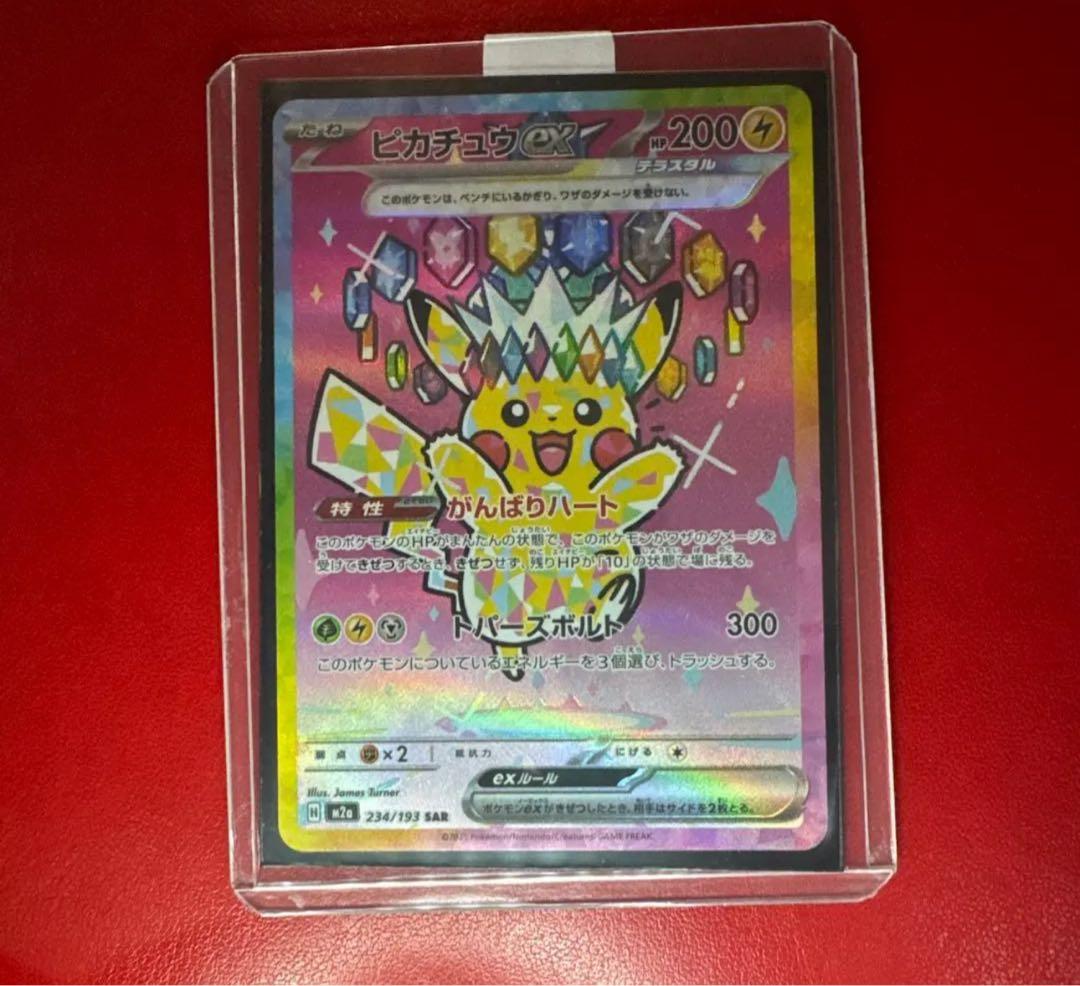 たね ピカチュウex HP200
テラスタル
このポケモンは、ベンチにいるかぎり、ワザのダメージを受けない。
特性 がんばりハート
このポケモンのHPがまんたんの状態で、このポケモンがワザのダメージを
受けてきぜつするとき、きぜつせず、残りHPが「10」の状態で場に残る。
トパーズボルト 300
このポケモンについているエネルギーを3個選び、トラッシュする。
弱点 ×2 抵抗力 にげる
exルール
ポケモンexがきぜつしたとき、相手はサイドを2枚とる。
Illus. James Turner
H m2a 234/193 SAR
©2025 Pokémon/Nintendo/Creatures/GAME FREAK.